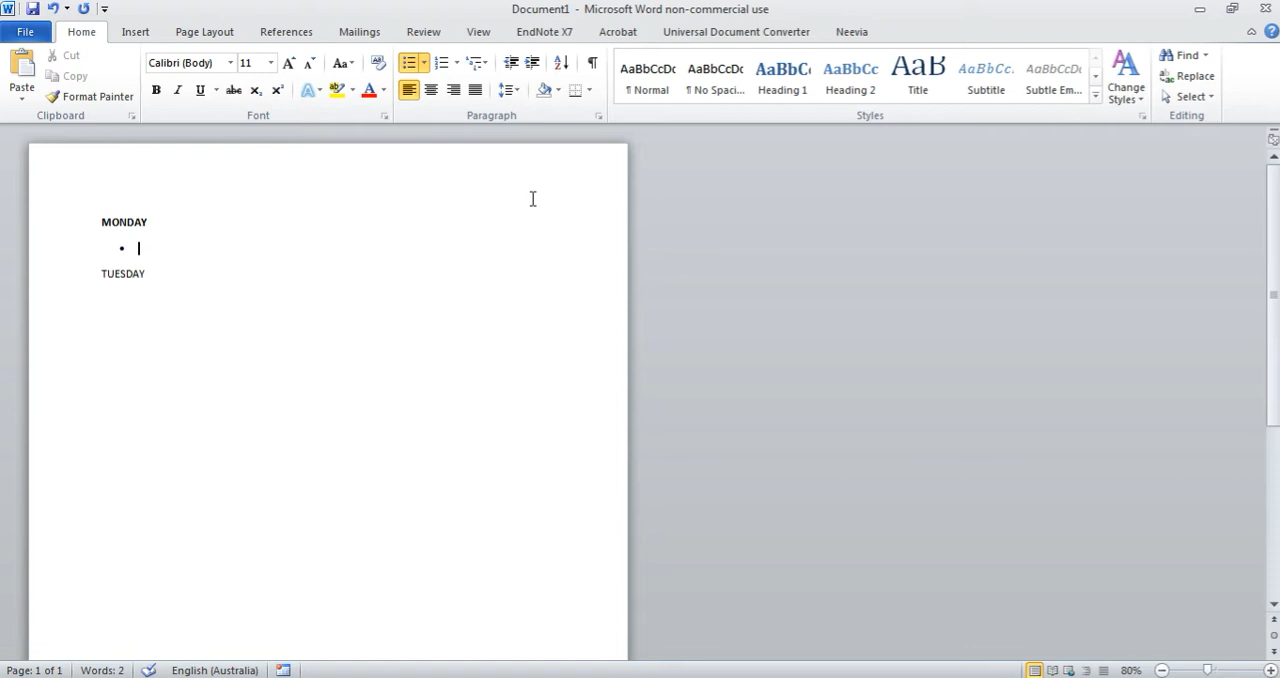 Document1 - Microsoft Word non-commercial use
File Home Insert Page Layout References Mailings Review View EndNote X7 Acrobat Universal Document Converter Neevia
Paste
Cut
Copy
Format Painter
Clipboard
Calibri (Body) 11
Font
Paragraph
AaBbCcDc AaBbCcDc AaBbC AaBbCc AaB AaBbCc. AaBbCcDc
¶ Normal ¶ No Spac... Heading 1 Heading 2 Title Subtitle Subtle Em...
Change
Styles
Styles
Find
Replace
Select
Editing
MONDAY
•
TUESDAY
Page: 1 of 1 Words: 2 English (Australia) 80%